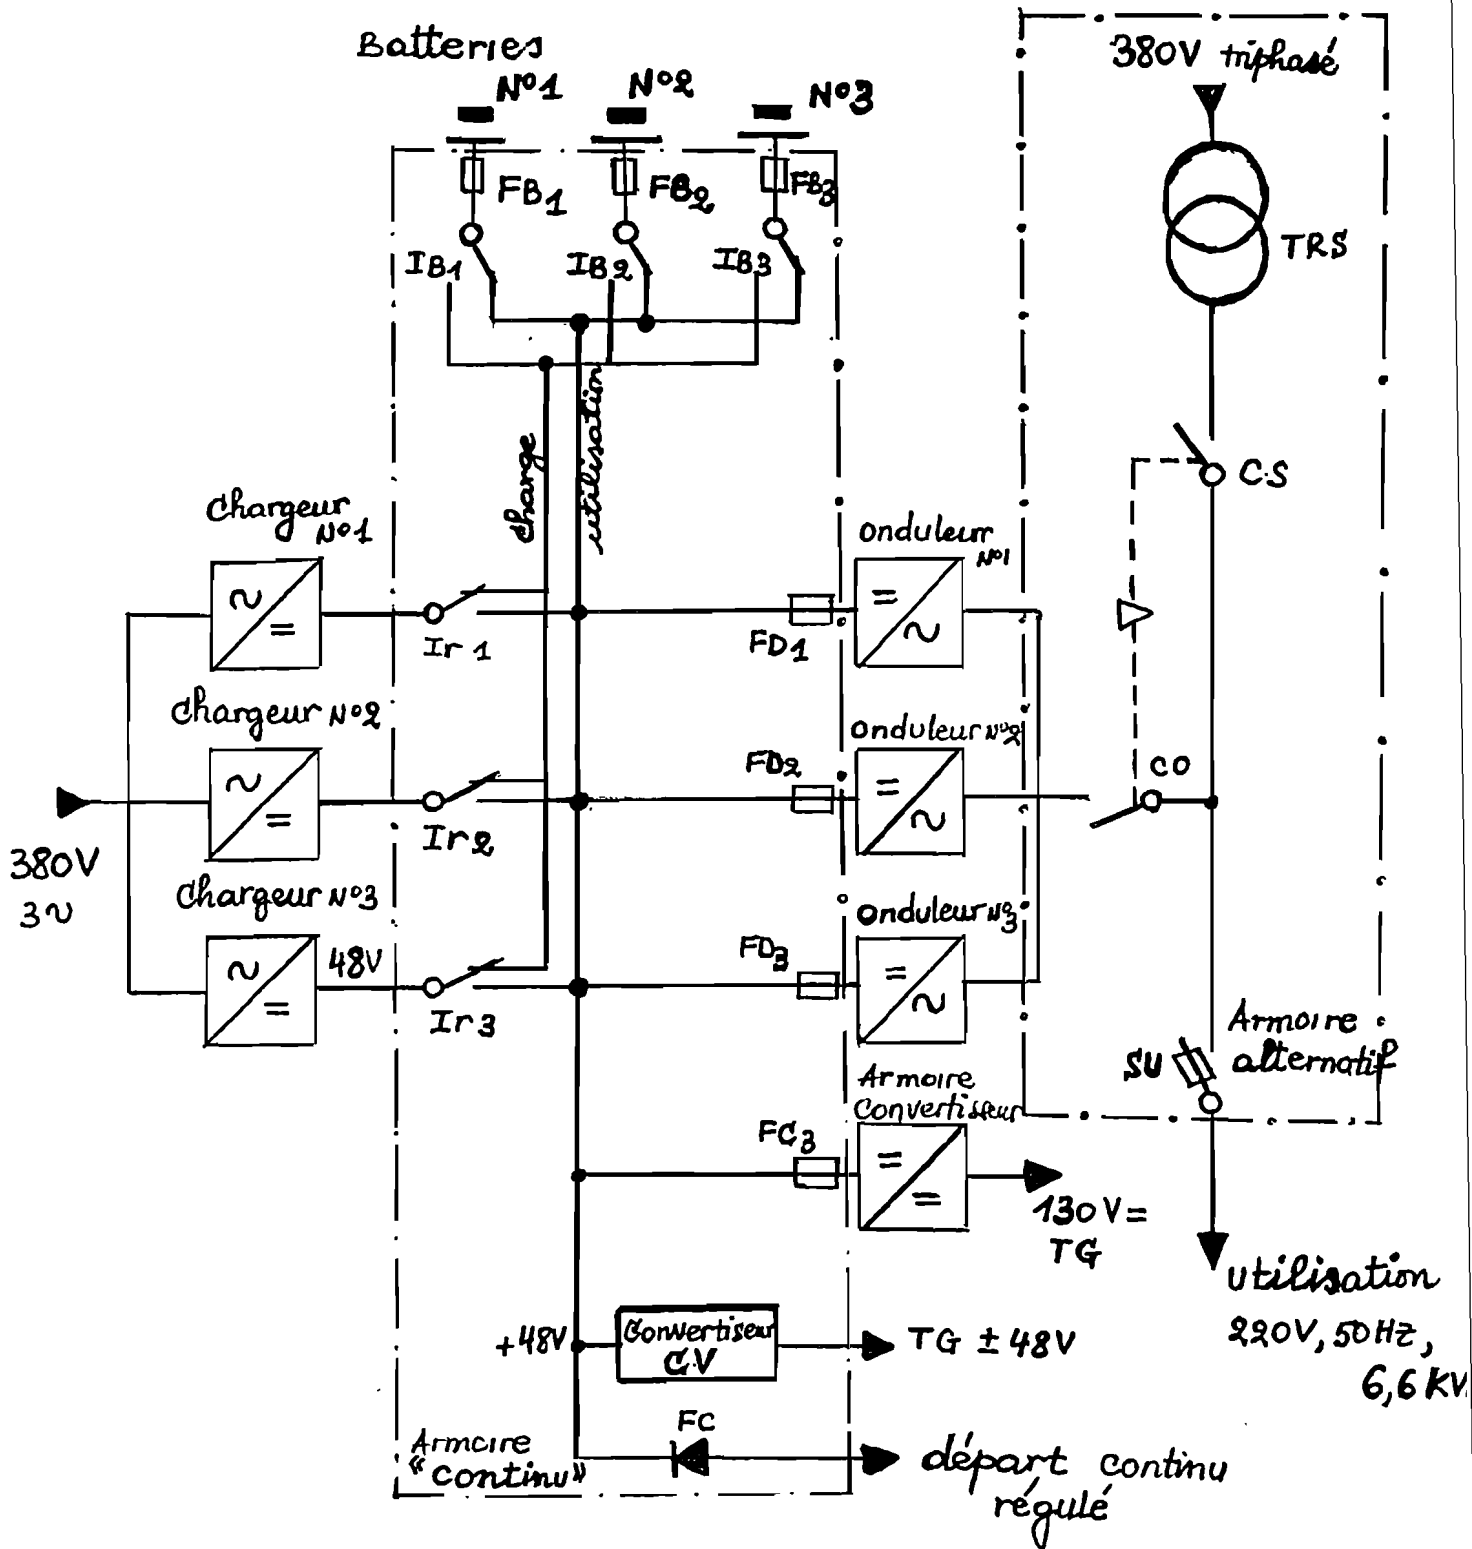 Batteries
N°1
N°2
N°3
380V triphasé
FB1
FB2
FB3
TRS
IB1
IB2
IB3
charge
utilisation
C.S
Chargeur
N°1
onduleur
N°1
~
=
=
~
Ir 1
FD1
Chargeur N°2
onduleur N°2
FD2
CO
~
=
=
~
Ir2
380V
3~
Chargeur N°3
onduleur N°3
FD3
48V
~
=
=
~
Ir3
Armoire
alternatif
SU
Armoire
Convertisseur
FC3
=
=
130V=
TG
utilisation
220V, 50HZ,
6,6 KV
+48V
Convertiseur
C.V
TG ± 48V
FC
Armoire
"continu"
départ continu
régulé